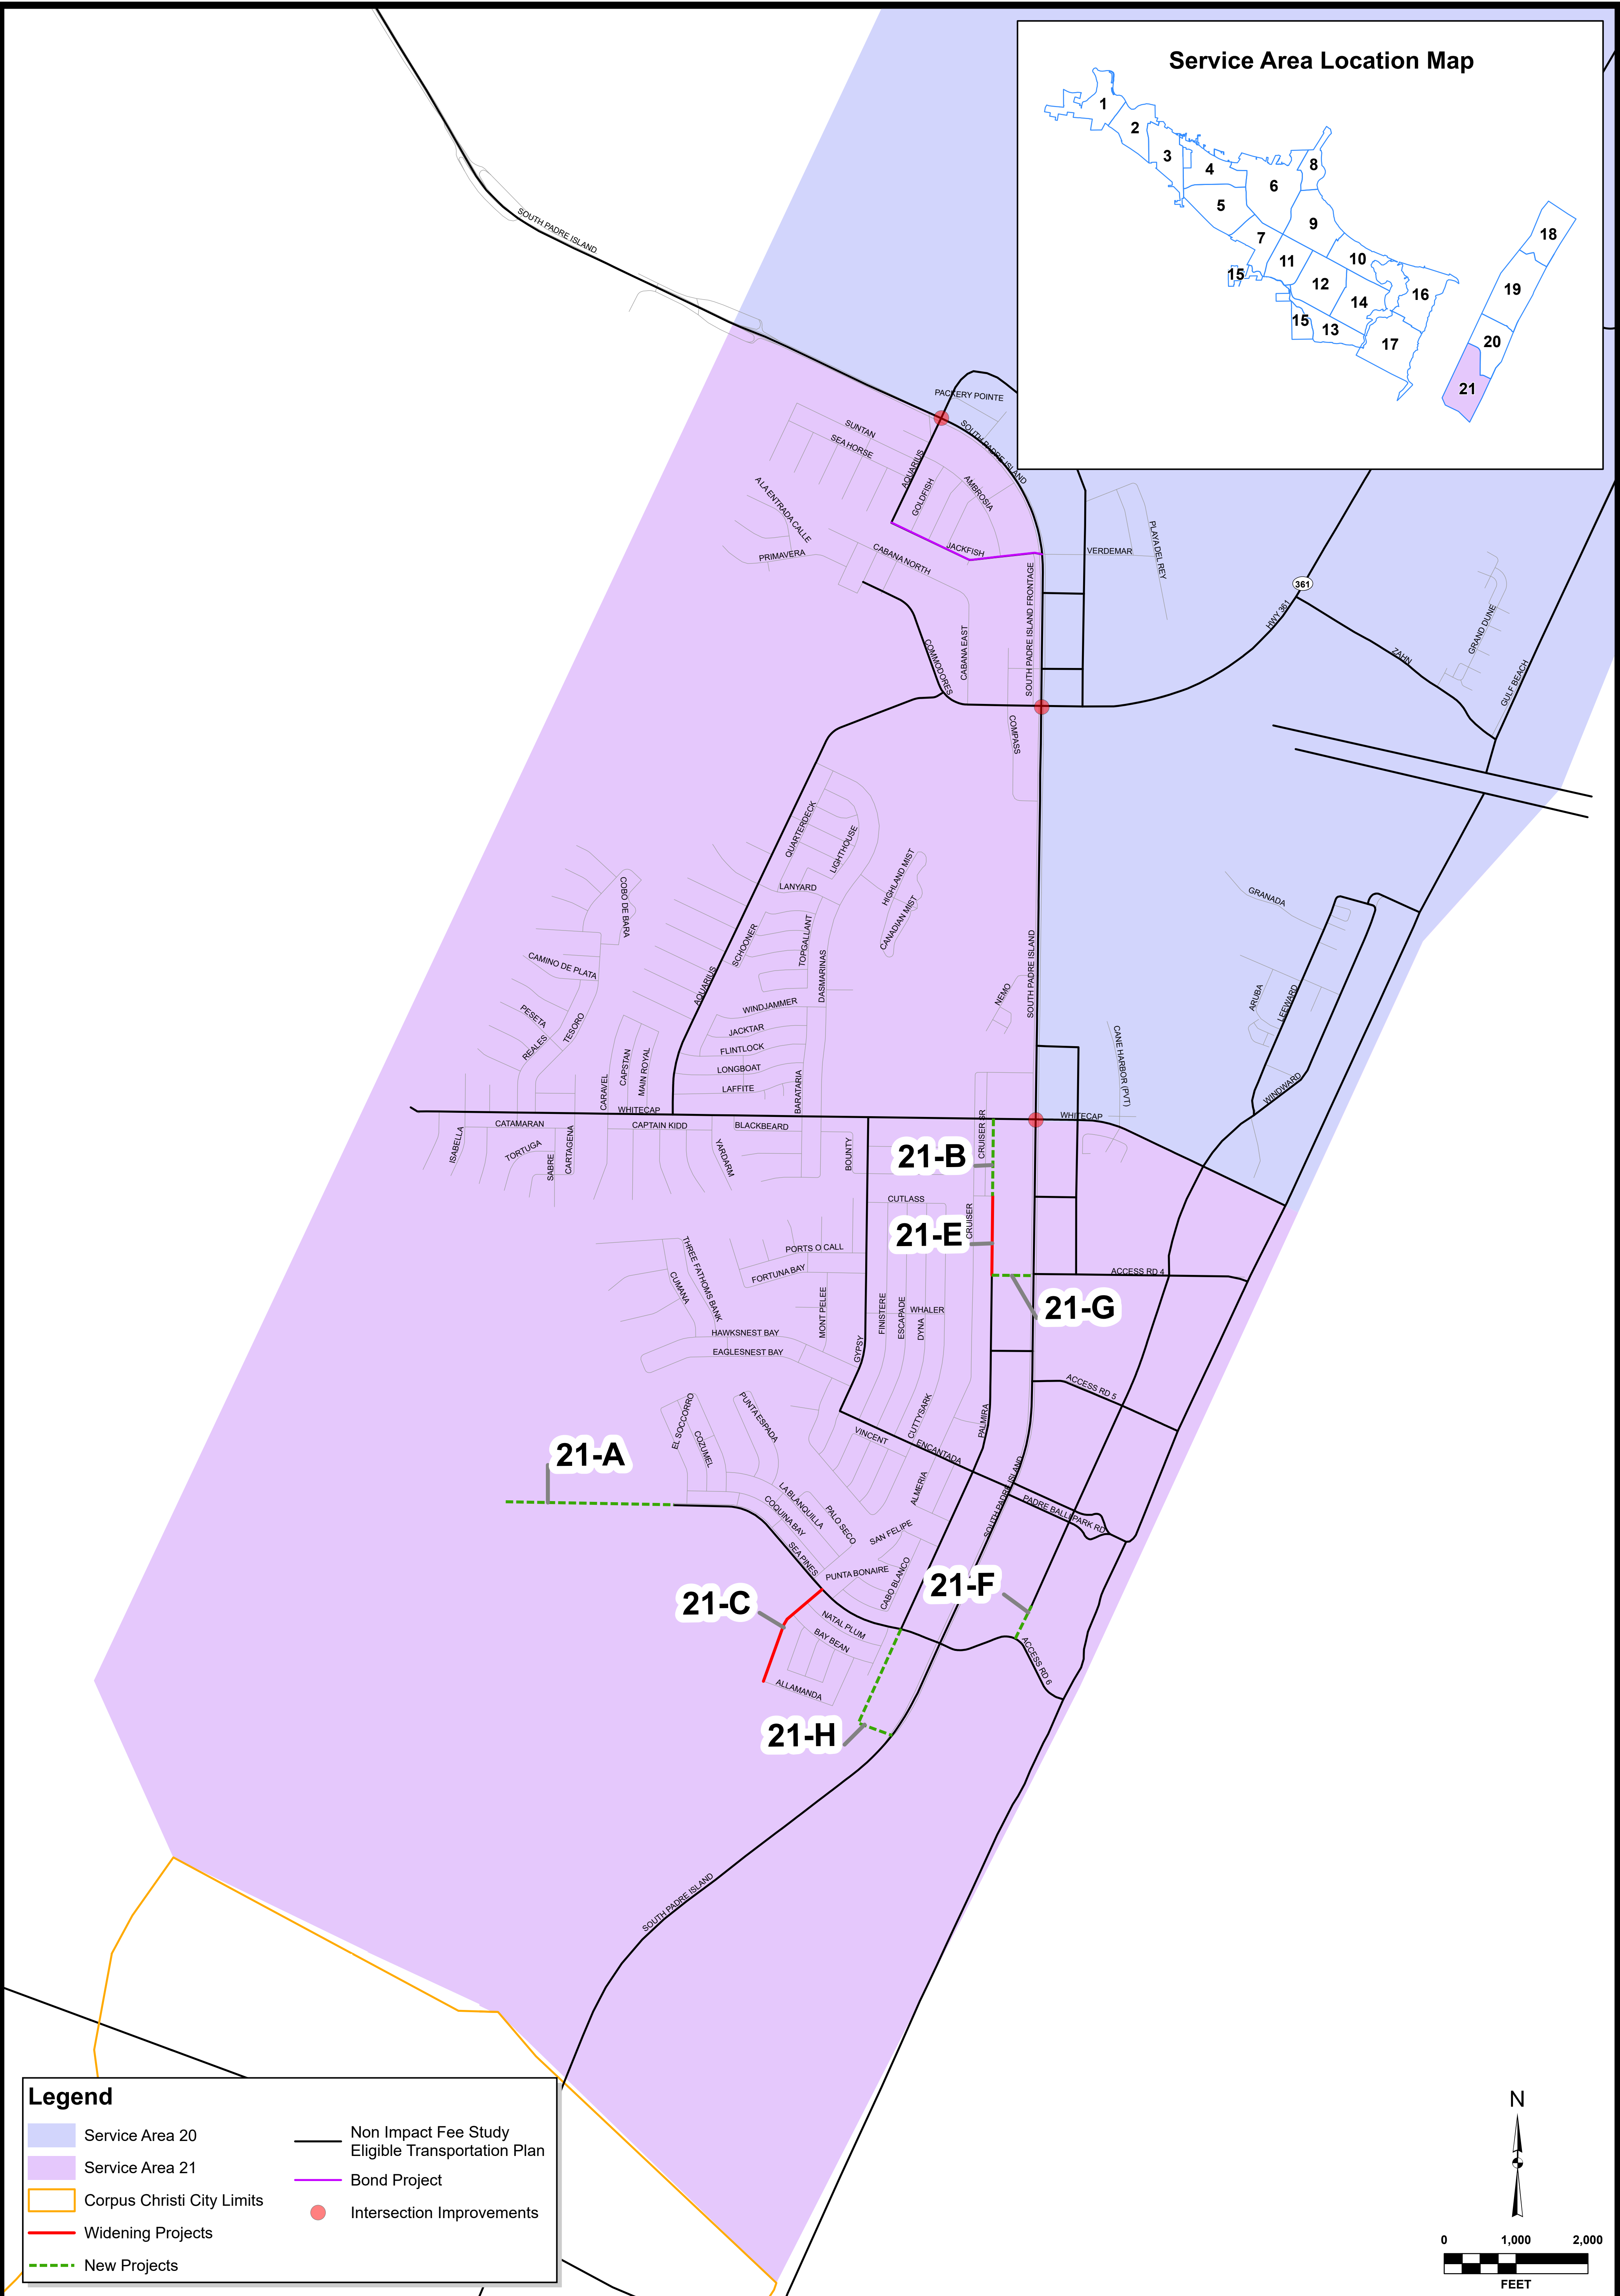 Service Area Location Map
1
2
3
4
5
6
7
8
9
10
11
12
13
14
15
15
16
17
18
19
20
21
SOUTH PADRE ISLAND
PACKERY POINTE
SUNTAN
SEA HORSE
AQUARIUS
SOUTH PADRE ISLAND
GOLDFISH
AMBROSIA
A LA ENTRADA CALLE
JACKFISH
PRIMAVERA
CABANA NORTH
VERDEMAR
PLAYA DEL REY
SOUTH PADRE ISLAND FRONTAGE
361
HWY 361
GRAND DUNE
ZAHN
GULF BEACH
COMMODORES
CABANA EAST
COMPASS
QUARTERDECK
LIGHTHOUSE
LANYARD
HIGHLAND MIST
CANADIAN MIST
COBO DE BARA
GRANADA
SCHOONER
TOPGALLANT
CAMINO DE PLATA
AQUARIUS
DASMARINAS
SOUTH PADRE ISLAND
NEMO
ARUBA
LEEWARD
WINDJAMMER
PESETA
REALES
TESORO
JACKTAR
FLINTLOCK
LONGBOAT
LAFFITE
CARAVEL
CAPSTAN
MAIN ROYAL
BARATARIA
CANE HARBOR (PVT)
WINDWARD
WHITECAP
WHITECAP
CATAMARAN
CAPTAIN KIDD
BLACKBEARD
ISABELLA
TORTUGA
SABRE
CARTAGENA
YARDARM
BOUNTY
CRUISER SR
21-B
CUTLASS
CRUISER
21-E
PORTS O CALL
FORTUNA BAY
THREE FATHOMS BANK
CUMANA
ACCESS RD 4
21-G
MONT PELEE
FINISTERE
ESCAPADE
DYNA
WHALER
HAWKSNEST BAY
EAGLESNEST BAY
GYPSY
ACCESS RD 5
EL SOCCORRO
COZUMEL
PUNTA ESPADA
CUTTYSARK
PALMIRA
VINCENT
ENCANTADA
21-A
ALMERIA
SOUTH PADRE ISLAND
PADRE BALLI PARK RD
LA BLANQUILLA
COQUINA BAY
PALO SECO
SAN FELIPE
SEA PINES
PUNTA BONAIRE
CABO BLANCO
21-F
21-C
NATAL PLUM
BAY BEAN
ACCESS RD 6
ALLAMANDA
21-H
SOUTH PADRE ISLAND
Legend
Service Area 20
Service Area 21
Corpus Christi City Limits
Widening Projects
New Projects
Non Impact Fee Study
Eligible Transportation Plan
Bond Project
Intersection Improvements
N
0 1,000 2,000
FEET